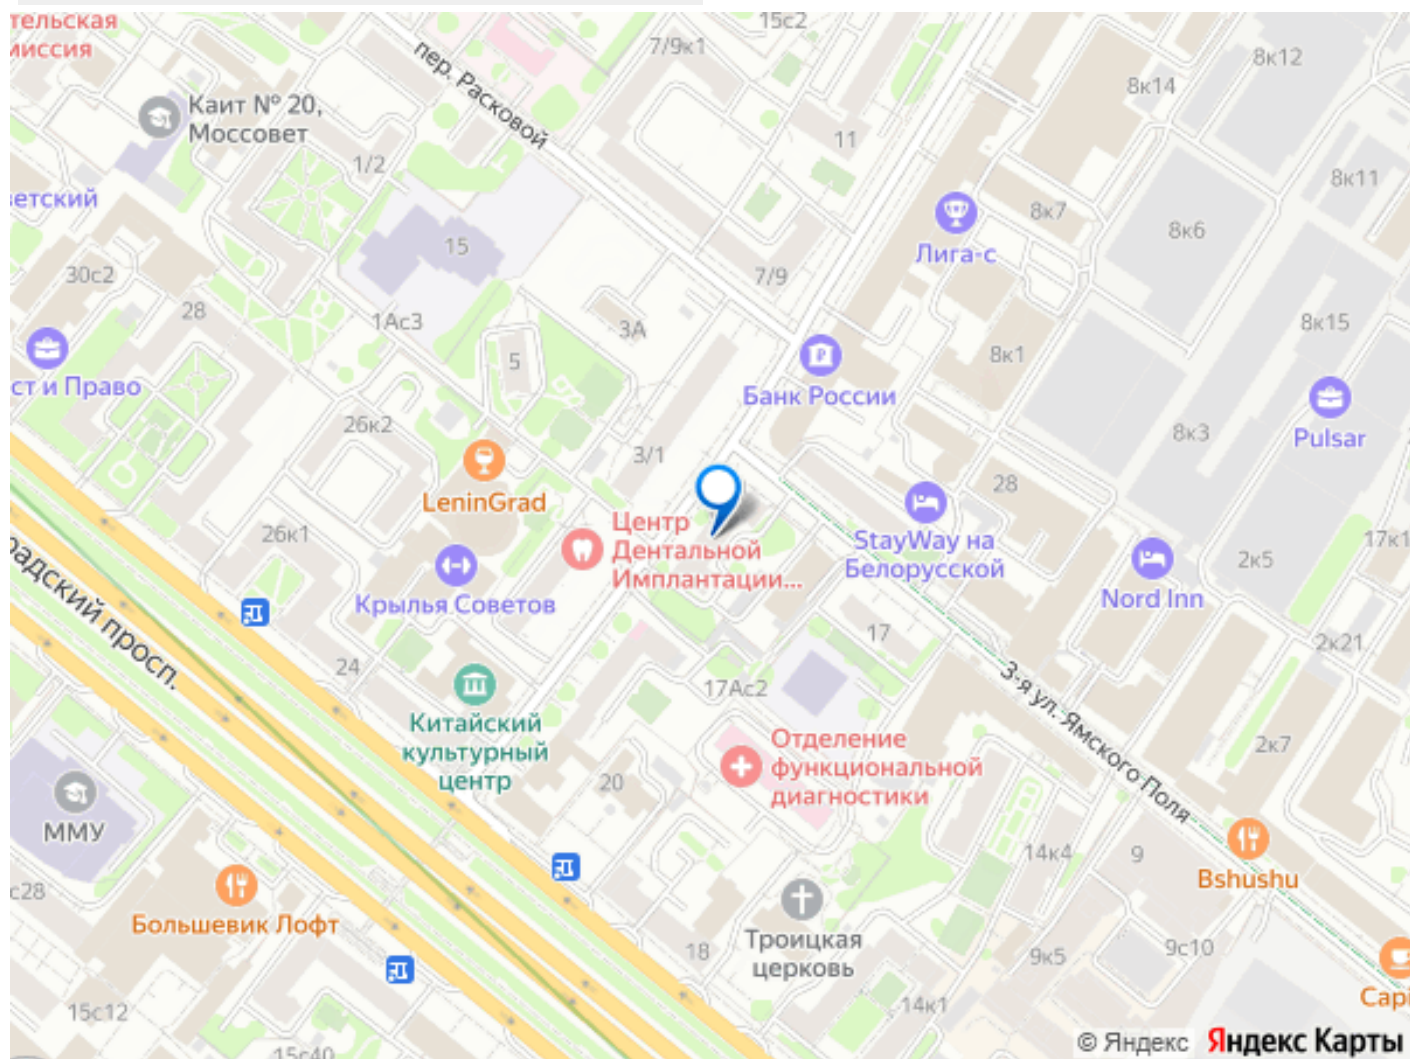 тельская
миссия
15с2
7/9к1
пер. Расковой
8к12
8к14
Каит № 20,
Моссовет
11
1/2
8к11
ветский
8к7
8к6
15
Лига-с
30с2
7/9
28
1Ас3
3А
8к15
5
8к1
ст и Право
Банк России
26к2
8к3
Pulsar
3/1
LeninGrad
28
26к1
Центр
Дентальной
Имплантации...
StayWay на
Белорусской
17к1
2к5
Крылья Советов
Nord Inn
радский просп.
17
2к21
24
17Ас2
3-я ул. Ямского Поля
Китайский
культурный
центр
Отделение
функциональной
диагностики
2к7
20
ММУ
14к4
9
Bshushu
с28
Большевик Лофт
18
Троицкая
церковь
9к5
9с10
15с12
14к1
Capi
15с40
© Яндекс Яндекс Карты